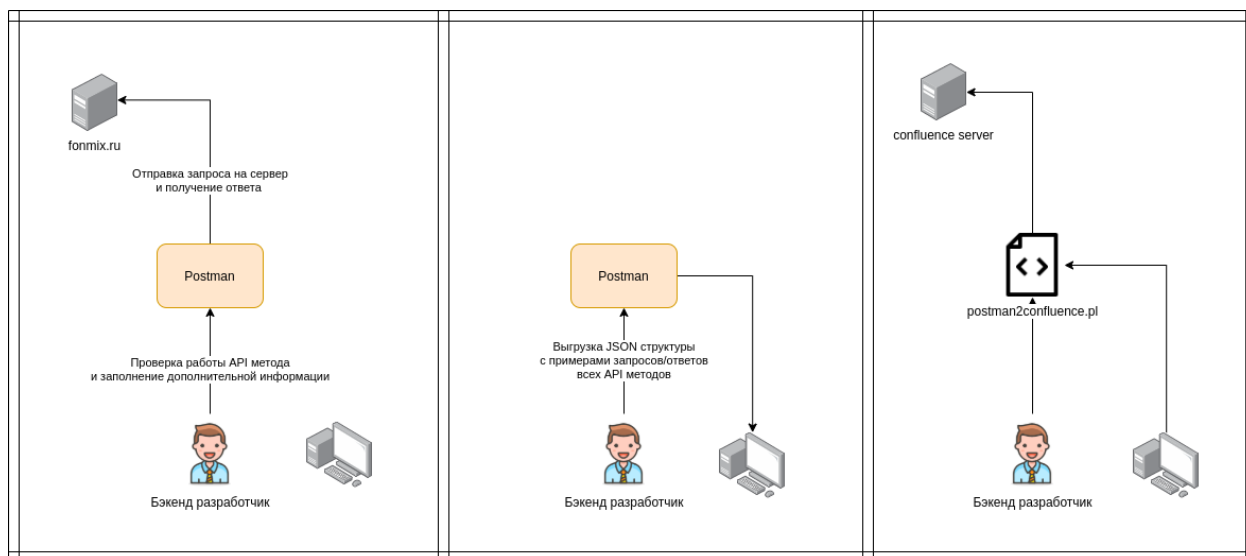 fonmix.ru
Отправка запроса на сервер
и получение ответа
Postman
Проверка работы API метода
и заполнение дополнительной информации
Бэкенд разработчик
Postman
Выгрузка JSON структуры
с примерами запросов/ответов
всех API методов
Бэкенд разработчик
confluence server
postman2confluence.pl
Бэкенд разработчик